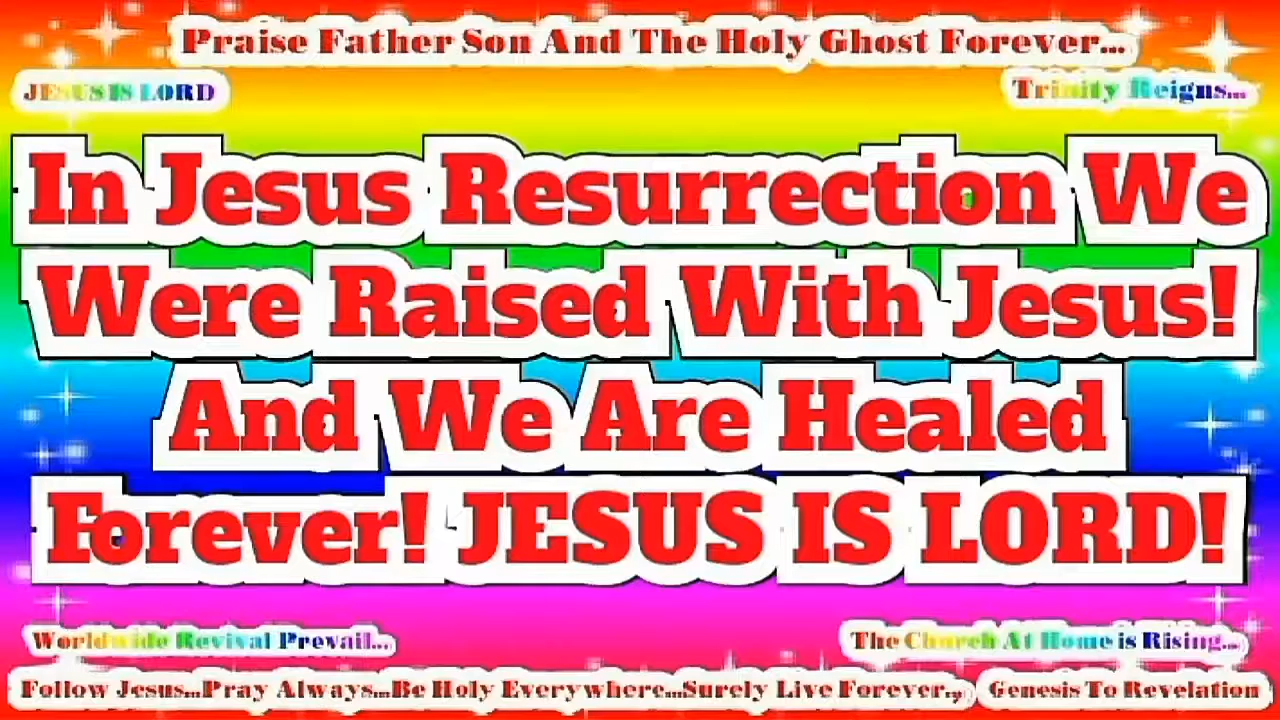 Praise Father Son And The Holy Ghost Forever...
JESUS IS LORD
Trinity Reigns...
In Jesus Resurrection We
Were Raised With Jesus!
And We Are Healed
Forever! JESUS IS LORD!
Worldwide Revival Prevail...
The Church At Home is Rising...
Follow Jesus...Pray Always...Be Holy Everywhere...Surely Live Forever..,
Genesis To Revelation